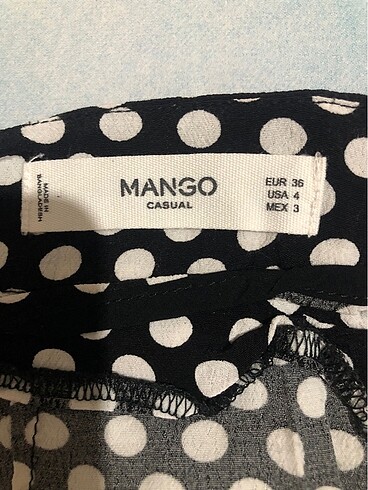 MADE IN
BANGLADESH
MANGO
CASUAL
EUR 36
USA 4
MEX 3